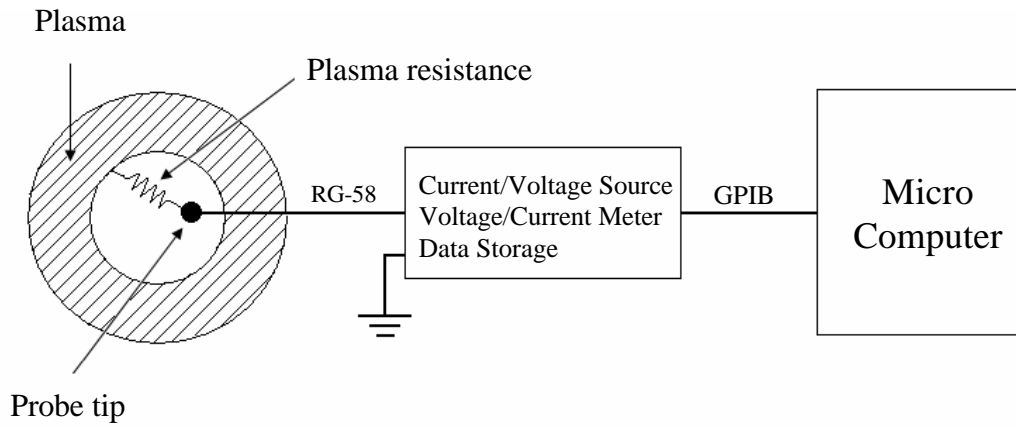 Plasma
Plasma resistance
RG-58
Current/Voltage Source
Voltage/Current Meter
Data Storage
GPIB
Micro
Computer
Probe tip